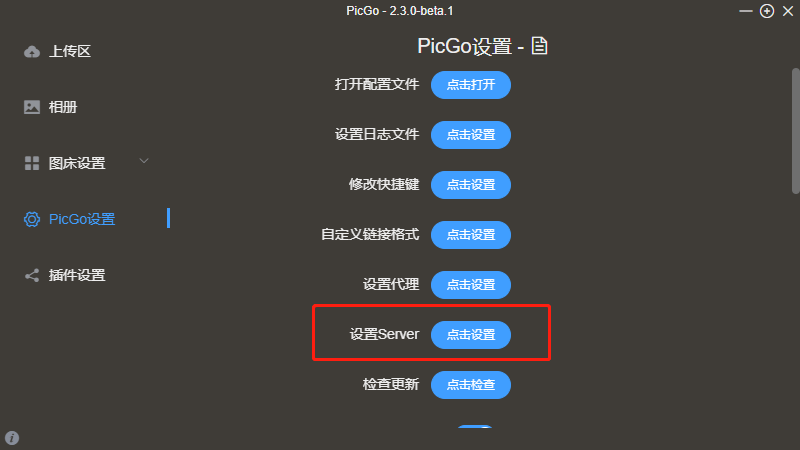 PicGo - 2.3.0-beta.1
上传区
相册
图床设置
PicGo设置
插件设置
PicGo设置 -
打开配置文件 点击打开
设置日志文件 点击设置
修改快捷键 点击设置
自定义链接格式 点击设置
设置代理 点击设置
设置Server 点击设置
检查更新 点击检查